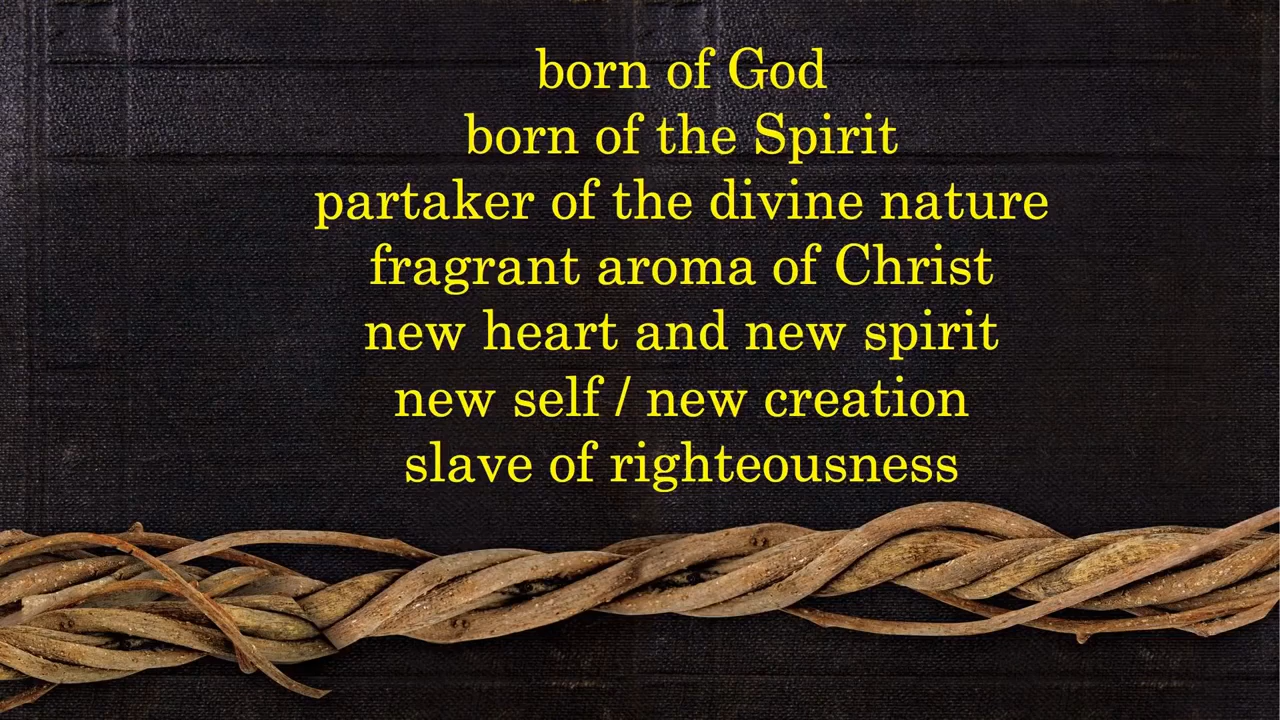 born of God
born of the Spirit
partaker of the divine nature
fragrant aroma of Christ
new heart and new spirit
new self / new creation
slave of righteousness